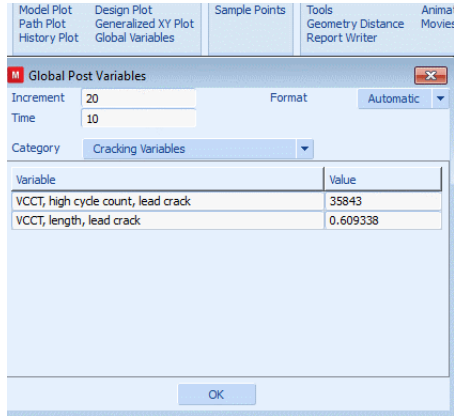 Model Plot Design Plot Sample Points Tools
Path Plot Generalized XY Plot Geometry Distance Movies
History Plot Global Variables Report Writer
M Global Post Variables
Increment 20 Format Automatic
Time 10
Category Cracking Variables
Variable Value
VCCT, high cycle count, lead crack 35843
VCCT, length, lead crack 0.609338
OK